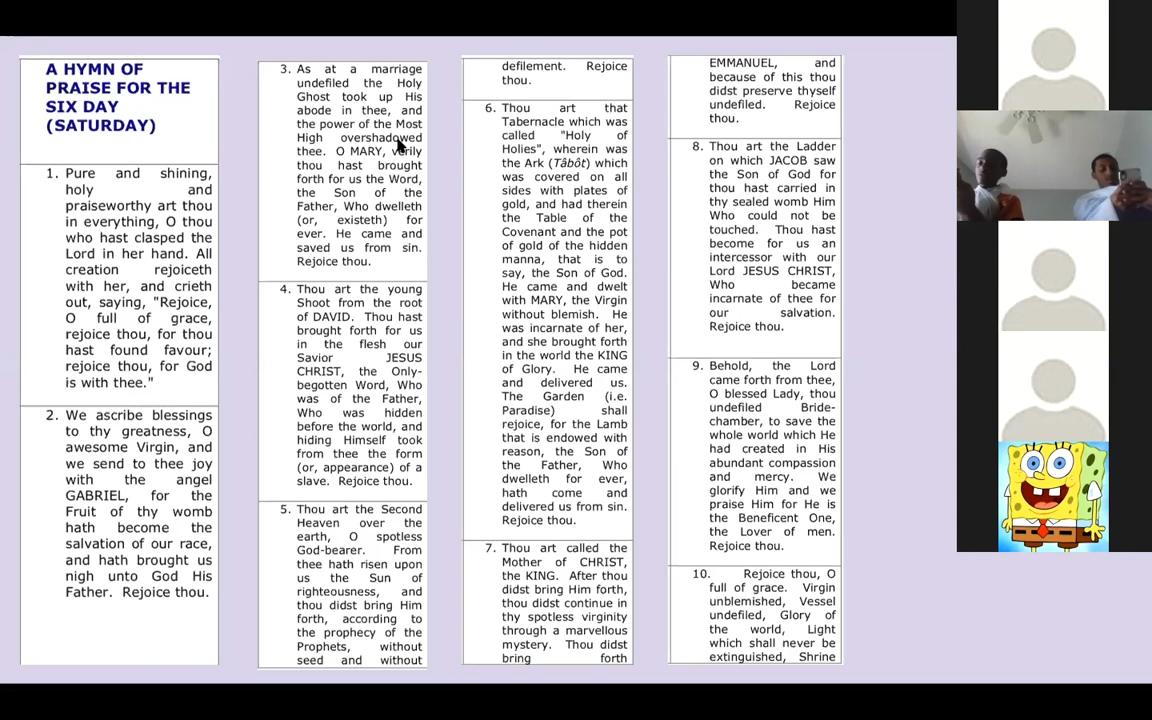 A HYMN OF
PRAISE FOR THE
SIX DAY
(SATURDAY)
1. Pure and shining,
holy and
praiseworthy art thou
in everything, O thou
who hast clasped the
Lord in her hand. All
creation rejoiceth
with her, and crieth
out, saying, "Rejoice,
O full of grace,
rejoice thou, for thou
hast found favour;
rejoice thou, for God
is with thee."
2. We ascribe blessings
to thy greatness, O
awesome Virgin, and
we send to thee joy
with the angel
GABRIEL, for the
Fruit of thy womb
hath become the
salvation of our race,
and hath brought us
nigh unto God His
Father. Rejoice thou.
3. As at a marriage
undefiled the Holy
Ghost took up His
abode in thee, and
the power of the Most
High overshadowed
thee. O MARY, verily
thou hast brought
forth for us the Word,
the Son of the
Father, Who dwelleth
(or, existeth) for
ever. He came and
saved us from sin.
Rejoice thou.
4. Thou art the young
Shoot from the root
of DAVID. Thou hast
brought forth for us
in the flesh our
Savior JESUS
CHRIST, the Only-
begotten Word, Who
was of the Father,
Who was hidden
before the world, and
hiding Himself took
from thee the form
(or, appearance) of a
slave. Rejoice thou.
5. Thou art the Second
Heaven over the
earth, O spotless
God-bearer. From
thee hath risen upon
us the Sun of
righteousness, and
thou didst bring Him
forth, according to
the prophecy of the
Prophets, without
seed and without
defilement. Rejoice
thou.
6. Thou art that
Tabernacle which was
called "Holy of
Holies", wherein was
the Ark (Tâbôt) which
was covered on all
sides with plates of
gold, and had therein
the Table of the
Covenant and the pot
of gold of the hidden
manna, that is to
say, the Son of God.
He came and dwelt
with MARY, the Virgin
without blemish. He
was incarnate of her,
and she brought forth
in the world the KING
of Glory. He came
and delivered us.
The Garden (i.e.
Paradise) shall
rejoice, for the Lamb
that is endowed with
reason, the Son of
the Father, Who
dwelleth for ever,
hath come and
delivered us from sin.
Rejoice thou.
7. Thou art called the
Mother of CHRIST,
the KING. After thou
didst bring Him forth,
thou didst continue in
thy spotless virginity
through a marvellous
mystery. Thou didst
bring forth
EMMANUEL, and
because of this thou
didst preserve thyself
undefiled. Rejoice
thou.
8. Thou art the Ladder
on which JACOB saw
the Son of God for
thou hast carried in
thy sealed womb Him
Who could not be
touched. Thou hast
become for us an
intercessor with our
Lord JESUS CHRIST,
Who became
incarnate of thee for
our salvation.
Rejoice thou.
9. Behold, the Lord
came forth from thee,
O blessed Lady, thou
undefiled Bride-
chamber, to save the
whole world which He
had created in His
abundant compassion
and mercy. We
glorify Him and we
praise Him for He is
the Beneficent One,
the Lover of men.
Rejoice thou.
10. Rejoice thou, O
full of grace. Virgin
unblemished, Vessel
undefiled, Glory of
the world, Light
which shall never be
extinguished, Shrine